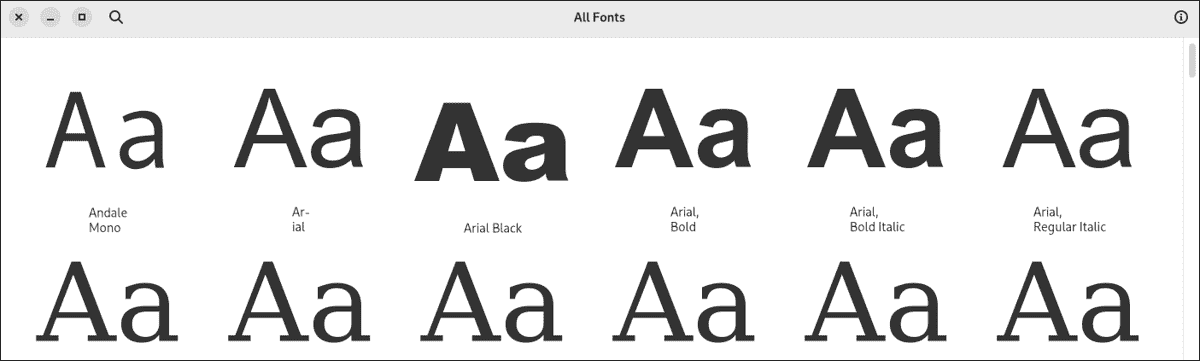 All Fonts
Aa Aa Aa Aa Aa Aa
Andale
Mono
Ar-
ial
Arial Black
Arial,
Bold
Arial,
Bold Italic
Arial,
Regular Italic
Aa Aa Aa Aa Aa Aa